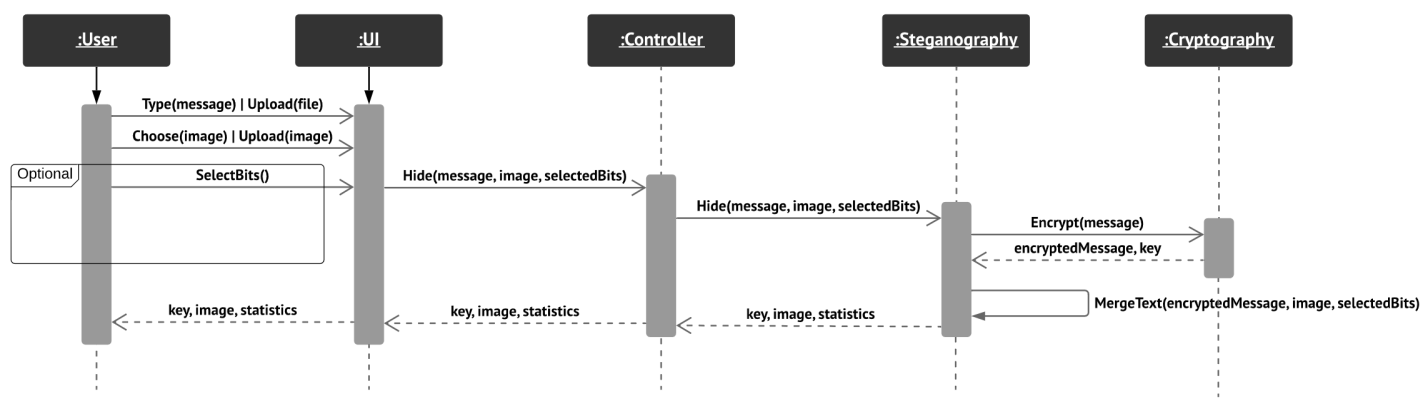 :User
:UI
:Controller
:Steganography
:Cryptography
Type(message) | Upload(file)
Choose(image) | Upload(image)
Optional
SelectBits()
Hide(message, image, selectedBits)
Hide(message, image, selectedBits)
Encrypt(message)
encryptedMessage, key
MergeText(encryptedMessage, image, selectedBits)
key, image, statistics
key, image, statistics
key, image, statistics